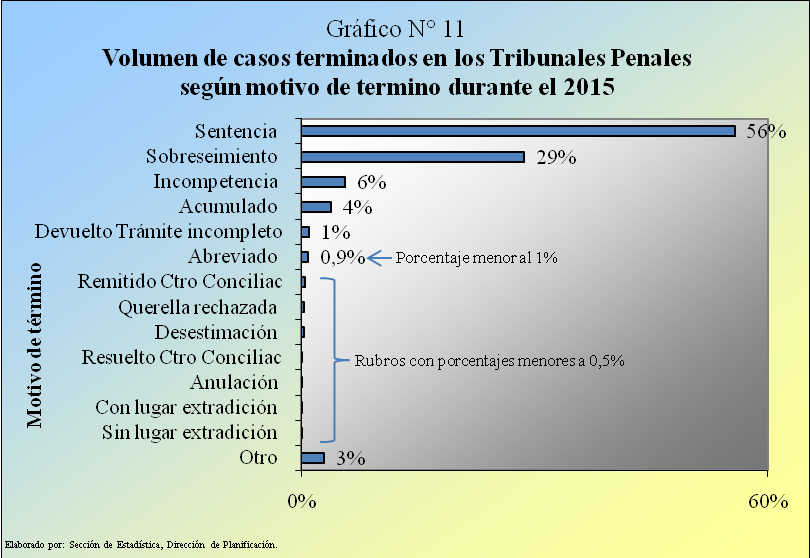 Gráfico N° 11
Volumen de casos terminados en los Tribunales Penales
según motivo de termino durante el 2015
Motivo de término
Sentencia 56%
Sobreseimiento 29%
Incompetencia 6%
Acumulado 4%
Devuelto Trámite incompleto 1%
Abreviado 0,9% Porcentaje menor al 1%
Remitido Ctro Conciliac
Querella rechazada
Desestimación
Resuelto Ctro Conciliac Rubros con porcentajes menores a 0,5%
Anulación
Con lugar extradición
Sin lugar extradición
Otro 3%
0% 60%
Elaborado por: Sección de Estadística, Dirección de Planificación.